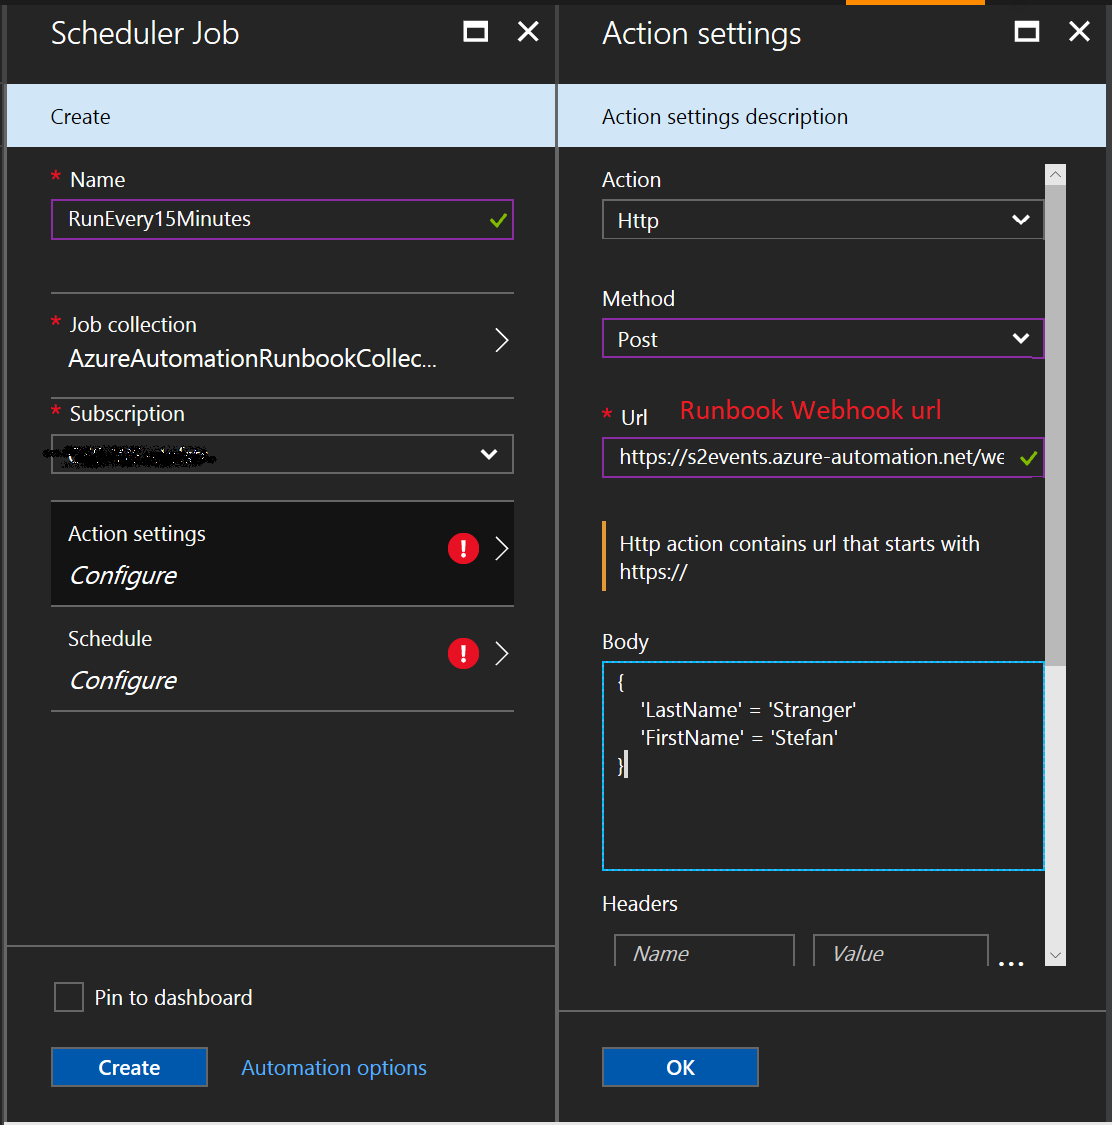 Scheduler Job
Create
* Name
RunEvery15Minutes
* Job collection
AzureAutomationRunbookCollec...
* Subscription
Action settings
Configure
Schedule
Configure
Pin to dashboard
Create
Automation options
Action settings
Action settings description
Action
Http
Method
Post
* Url
Runbook Webhook url
https://s2events.azure-automation.net/we
Http action contains url that starts with
https://
Body
{
'LastName' = 'Stranger'
'FirstName' = 'Stefan'
}
Headers
Name
Value
...
OK